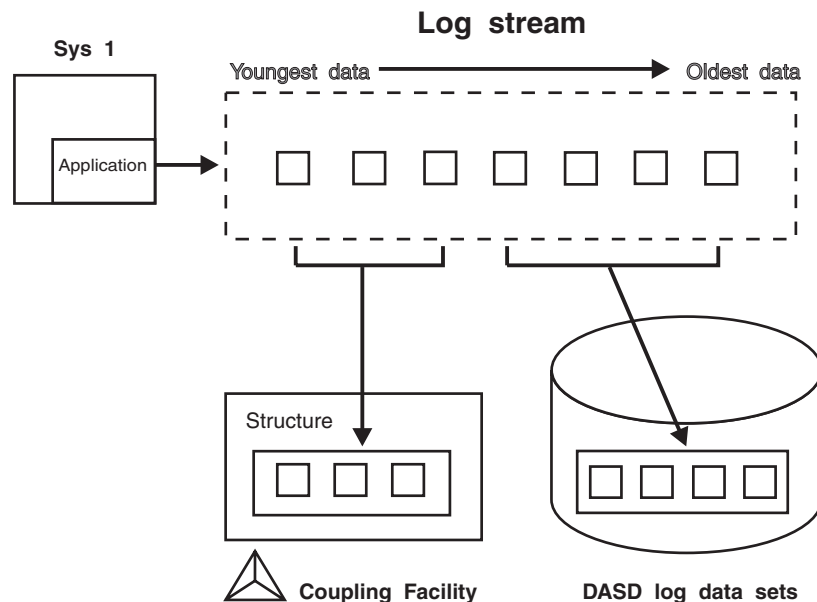 Log stream
Sys 1
Youngest data
Oldest data
Application
Structure
Coupling Facility
DASD log data sets